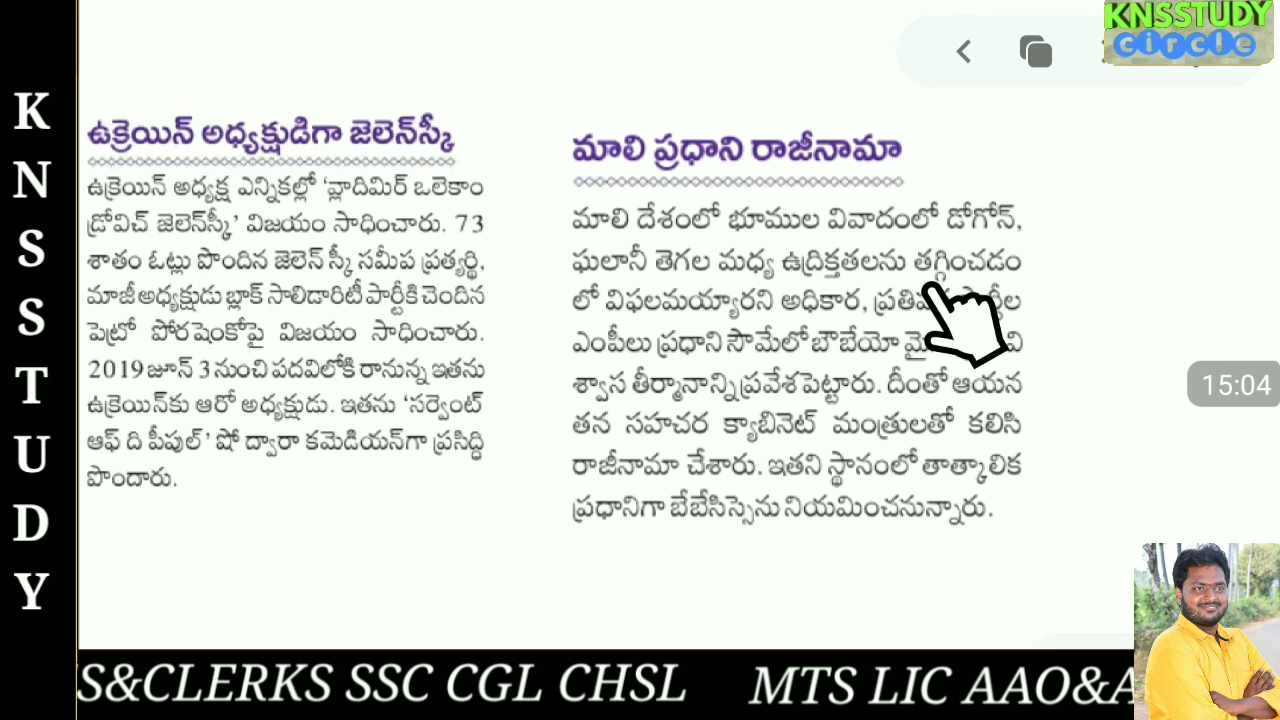 KNSSTUDY
circle
K
N
S
S
T
U
D
Y
ఉక్రెయిన్ అధ్యక్షుడిగా జెలెన్‌స్కీ
ఉక్రెయిన్ అధ్యక్ష ఎన్నికల్లో ‘వ్లాదిమిర్ ఒలెకాం
డ్రోవిచ్ జెలెన్‌స్కీ’ విజయం సాధించారు. 73
శాతం ఓట్లు పొందిన జెలెన్ స్కీ సమీప ప్రత్యర్థి,
మాజీ అధ్యక్షుడు బ్లాక్ సాలిడారిటీ పార్టీకి చెందిన
పెట్రో పోరషెంకోపై విజయం సాధించారు.
2019 జూన్ 3 నుంచి పదవిలోకి రానున్న ఇతను
ఉక్రెయిన్‌కు ఆరో అధ్యక్షుడు. ఇతను ‘సర్వెంట్
ఆఫ్ ది పీపుల్’ షో ద్వారా కమెడియన్‌గా ప్రసిద్ధి
పొందారు.
మాలి ప్రధాని రాజీనామా
మాలి దేశంలో భూముల వివాదంలో డోగోన్,
ఘలానీ తెగల మధ్య ఉద్రిక్తతలను తగ్గించడం
లో విఫలమయ్యారని అధికార,
ఎంపీలు ప్రధాని సౌమేలో బౌబేయో
శ్వాస తీర్మానాన్ని ప్రవేశపెట్టారు. దీంతో ఆయన
తన సహచర క్యాబినెట్ మంత్రులతో కలిసి
రాజీనామా చేశారు. ఇతని స్థానంలో తాత్కాలిక
ప్రధానిగా బేబేసిస్సెను నియమించనున్నారు.
15:04
S&CLERKS SSC CGL CHSL MTS LIC AAO&A